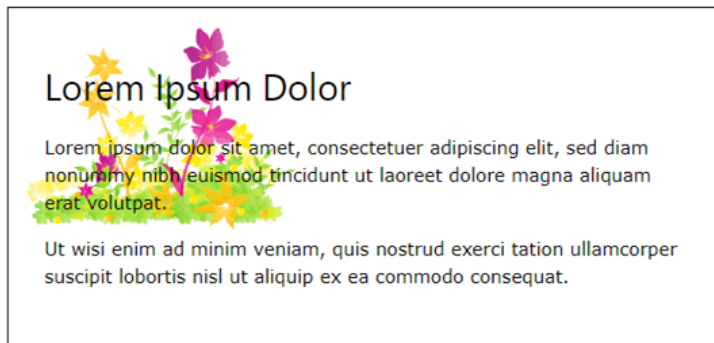 Lorem Ipsum Dolor
Lorem ipsum dolor sit amet, consectetuer adipiscing elit, sed diam
nonummy nibh euismod tincidunt ut laoreet dolore magna aliquam
erat volutpat.
Ut wisi enim ad minim veniam, quis nostrud exerci tation ullamcorper
suscipit lobortis nisl ut aliquip ex ea commodo consequat.